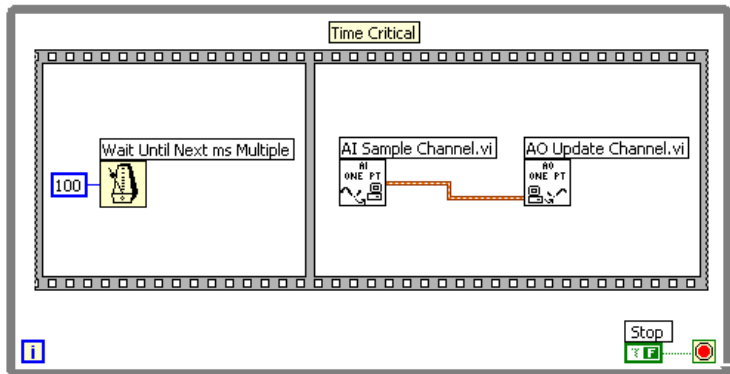 Time Critical
Wait Until Next ms Multiple
100
AI Sample Channel.vi
AI
ONE PT
AO Update Channel.vi
AO
ONE PT
i
Stop
F